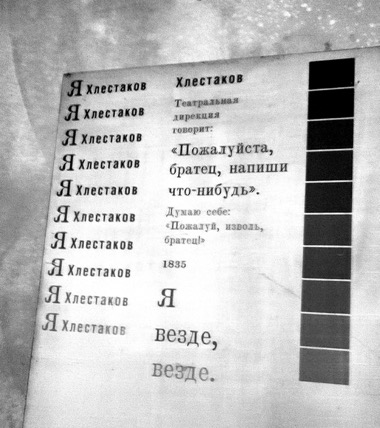 Я Хлестаков
Я Хлестаков
Я Хлестаков
Я Хлестаков
Я Хлестаков
Я Хлестаков
Я Хлестаков
Я Хлестаков
Я Хлестаков
Я Хлестаков
Хлестаков
Театральная
дирекция
говорит:
«Пожалуйста,
братец, напиши
что-нибудь».
Думаю себе:
«Пожалуй, изволь,
братец!»
1835
Я
везде,
везде.